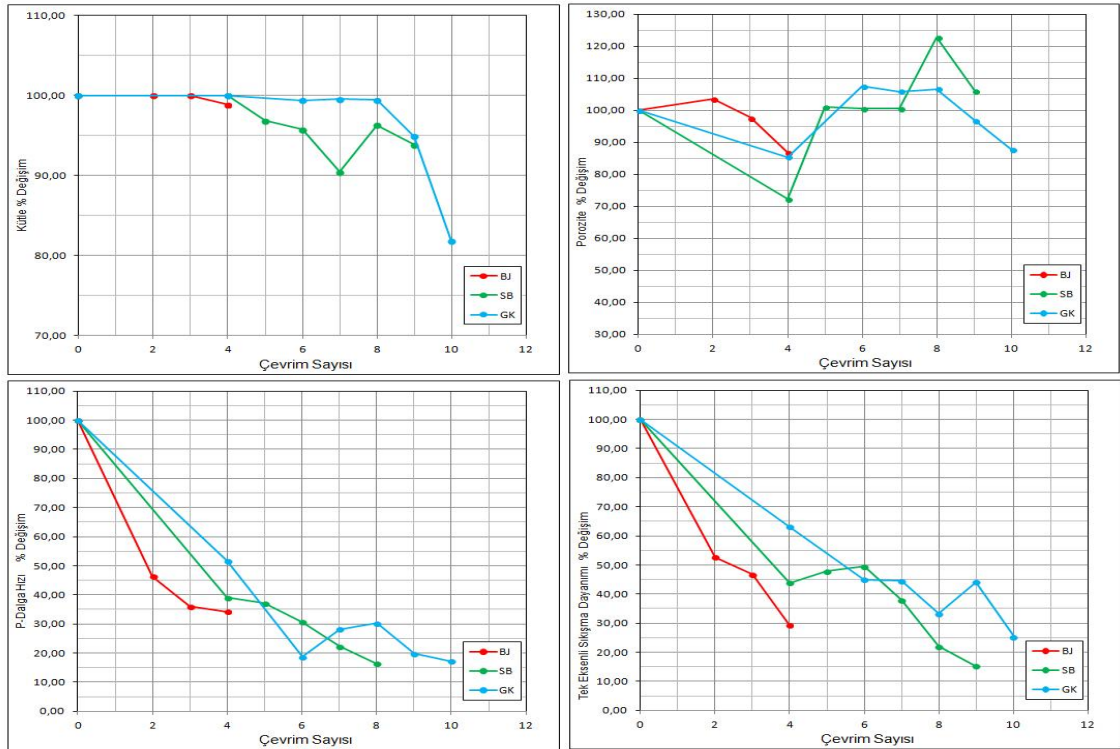 110,00
100,00
90,00
80,00
70,00
0 2 4 6 8 10 12
Kütle % Değişim
Çevrim Sayısı
BJ
SB
GK
130,00
120,00
110,00
100,00
90,00
80,00
70,00
60,00
50,00
40,00
30,00
0 2 4 6 8 10 12
Porozite % Değişim
Çevrim Sayısı
BJ
SB
GK
110,00
100,00
90,00
80,00
70,00
60,00
50,00
40,00
30,00
20,00
10,00
0,00
0 2 4 6 8 10 12
P-Dalga Hızı % Değişim
Çevrim Sayısı
BJ
SB
GK
110,00
100,00
90,00
80,00
70,00
60,00
50,00
40,00
30,00
20,00
10,00
0,00
0 2 4 6 8 10 12
Tek Eksenli Sıkışma Dayanımı % Değişim
Çevrim Sayısı
BJ
SB
GK